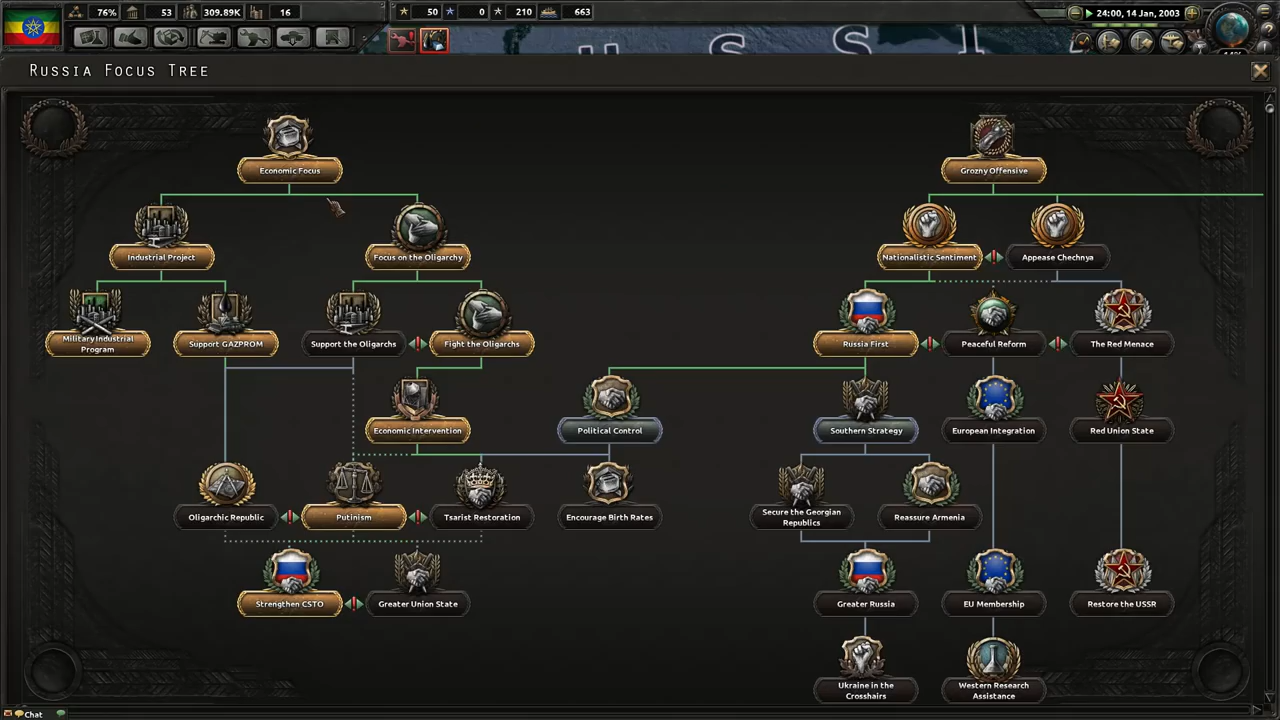 76%
53
309.89K
16
50
0
210
663
24:00, 14 Jan, 2003
U S S
Russia Focus Tree
Economic Focus
Grozny Offensive
Industrial Project
Focus on the Oligarchy
Nationalistic Sentiment
Appease Chechnya
Military Industrial
Program
Support GAZPROM
Support the Oligarchs
Fight the Oligarchs
Russia First
Peaceful Reform
The Red Menace
Economic Intervention
Political Control
Southern Strategy
European Integration
Red Union State
Oligarchic Republic
Putinism
Tsarist Restoration
Encourage Birth Rates
Secure the Georgian
Republics
Reassure Armenia
Strengthen CSTO
Greater Union State
Greater Russia
EU Membership
Restore the USSR
Ukraine in the
Crosshairs
Western Research
Assistance
Chat